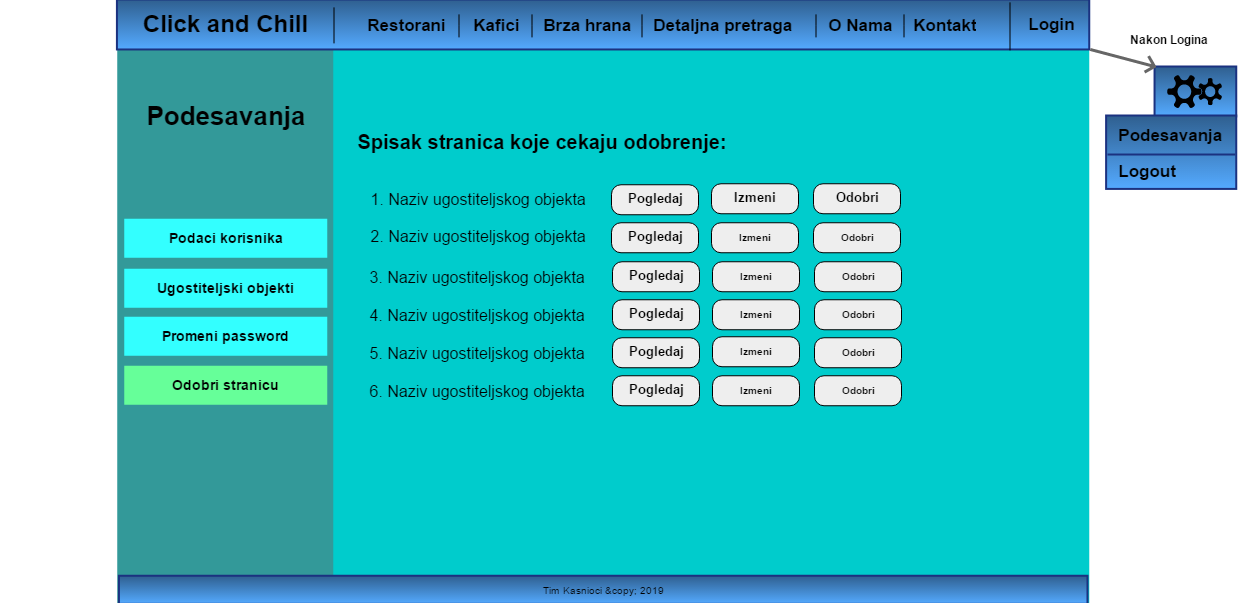 Click and Chill Restorani Kafici Brza hrana Detaljna pretraga O Nama Kontakt Login
Nakon Logina
Podesavanja
Logout
Podesavanja
Podaci korisnika
Ugostiteljski objekti
Promeni password
Odobri stranicu
Spisak stranica koje cekaju odobrenje:
1. Naziv ugostiteljskog objekta Pogledaj Izmeni Odobri
2. Naziv ugostiteljskog objekta Pogledaj Izmeni Odobri
3. Naziv ugostiteljskog objekta Pogledaj Izmeni Odobri
4. Naziv ugostiteljskog objekta Pogledaj Izmeni Odobri
5. Naziv ugostiteljskog objekta Pogledaj Izmeni Odobri
6. Naziv ugostiteljskog objekta Pogledaj Izmeni Odobri
Tim Kasnioci &copy; 2019